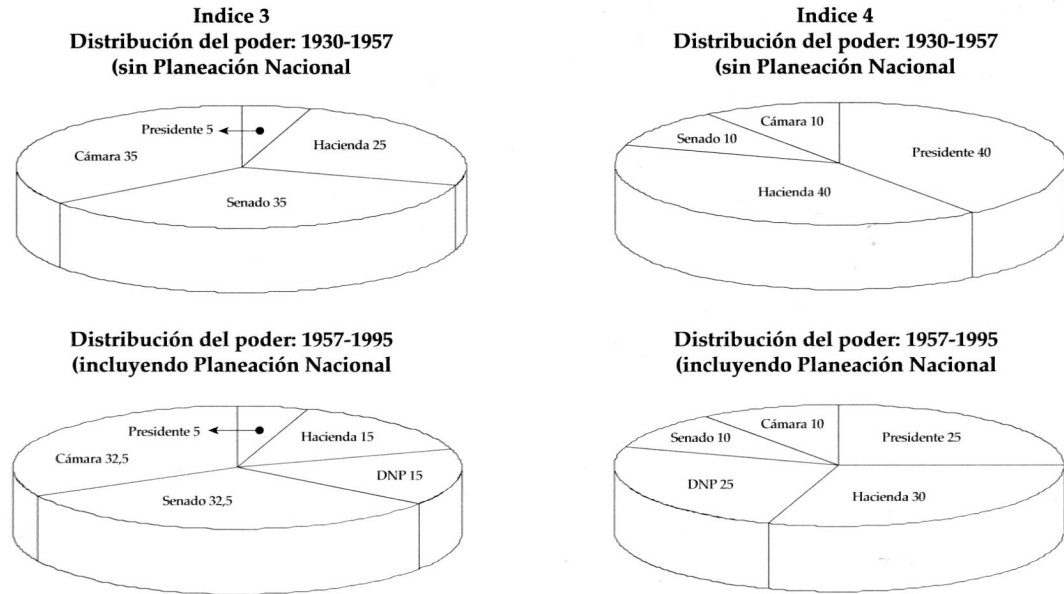 Indice 3
Distribución del poder: 1930-1957
(sin Planeación Nacional
Presidente 5
Hacienda 25
Cámara 35
Senado 35
Indice 4
Distribución del poder: 1930-1957
(sin Planeación Nacional
Cámara 10
Senado 10
Presidente 40
Hacienda 40
Distribución del poder: 1957-1995
(incluyendo Planeación Nacional
Presidente 5
Hacienda 15
Cámara 32,5
DNP 15
Senado 32,5
Distribución del poder: 1957-1995
(incluyendo Planeación Nacional
Cámara 10
Senado 10
Presidente 25
DNP 25
Hacienda 30